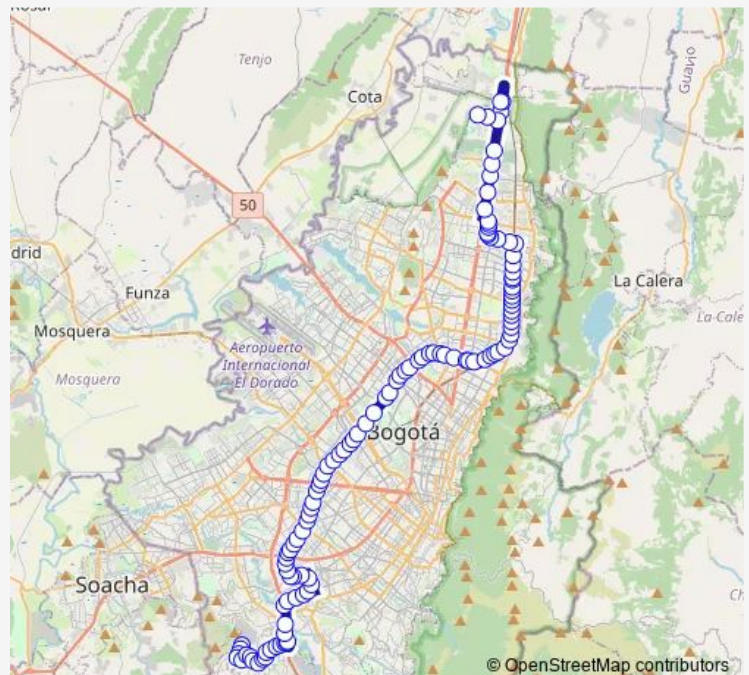 Tenjo
Cota
Guavio
50
drid
Funza
La Calera
La Cale
Mosquera
Aeropuerto
Internacional
El Dorado
Mosquera
Bogotá
Soacha
© OpenStreetMap contributors